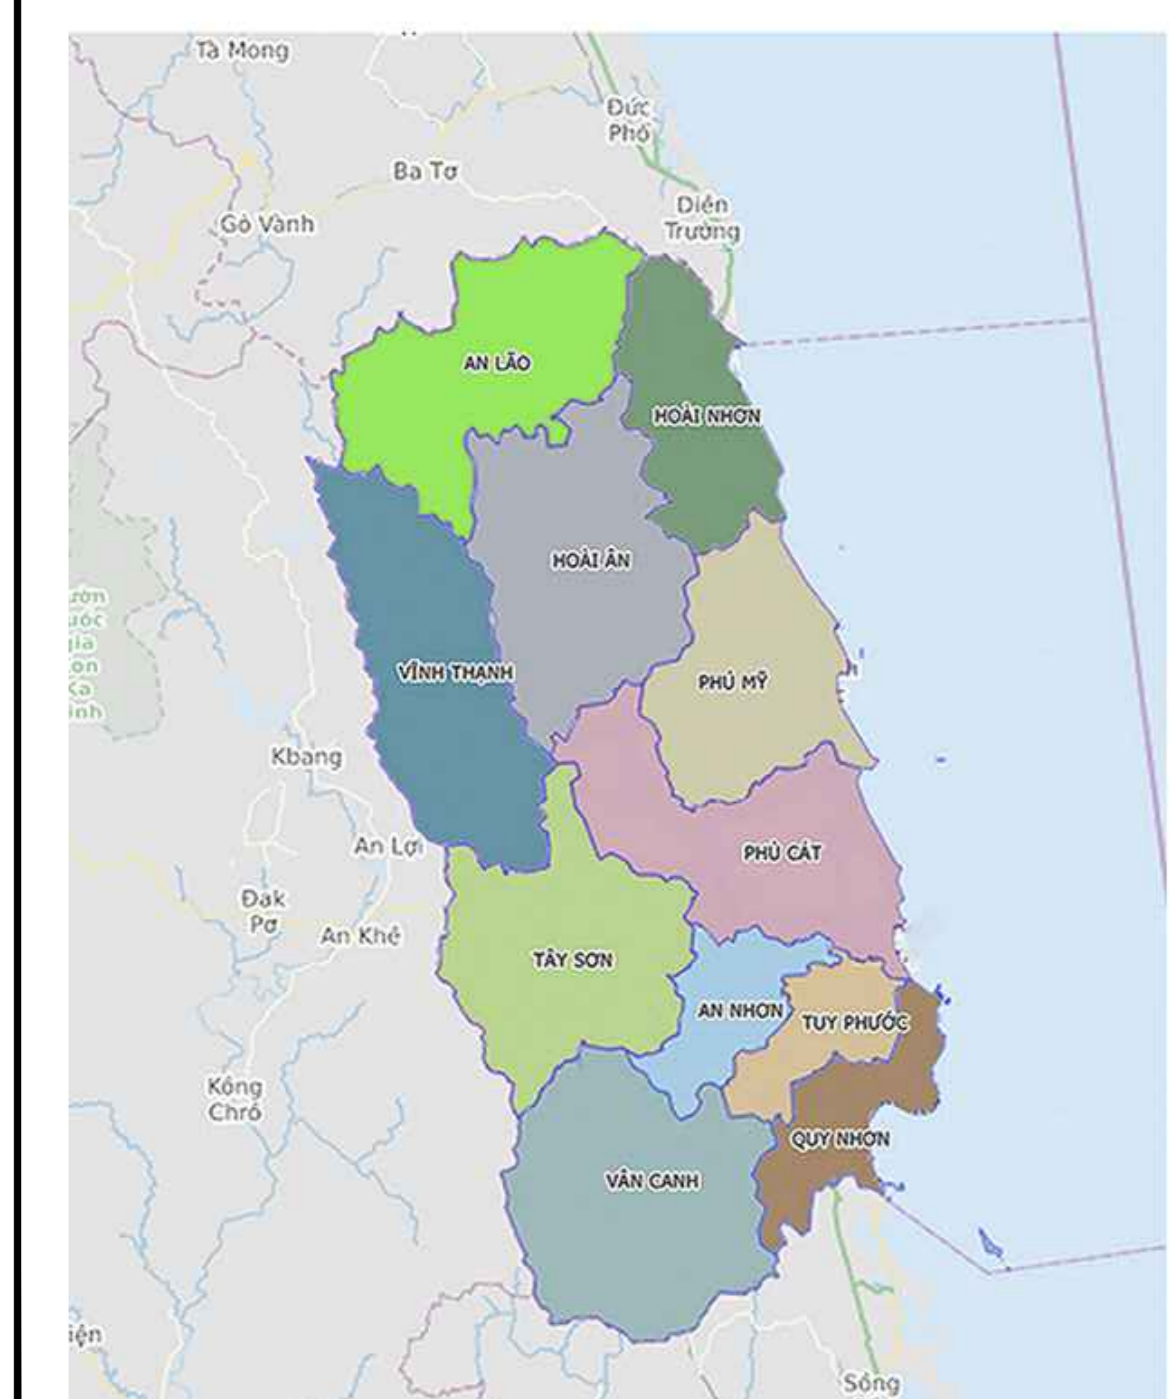 Tà Mong
Đức
Phổ
Ba Tơ
Diên
Trường
Gò Vành
AN LÃO
HOÀI NHƠN
HOÀI ÂN
VĨNH THẠNH
PHÙ MỸ
Kbang
An Lợi
PHÙ CÁT
Đak
Pơ
An Khê
TÂY SƠN
AN NHƠN
TUY PHƯỚC
Kông
Chró
QUY NHƠN
VÂN CANH
Sông